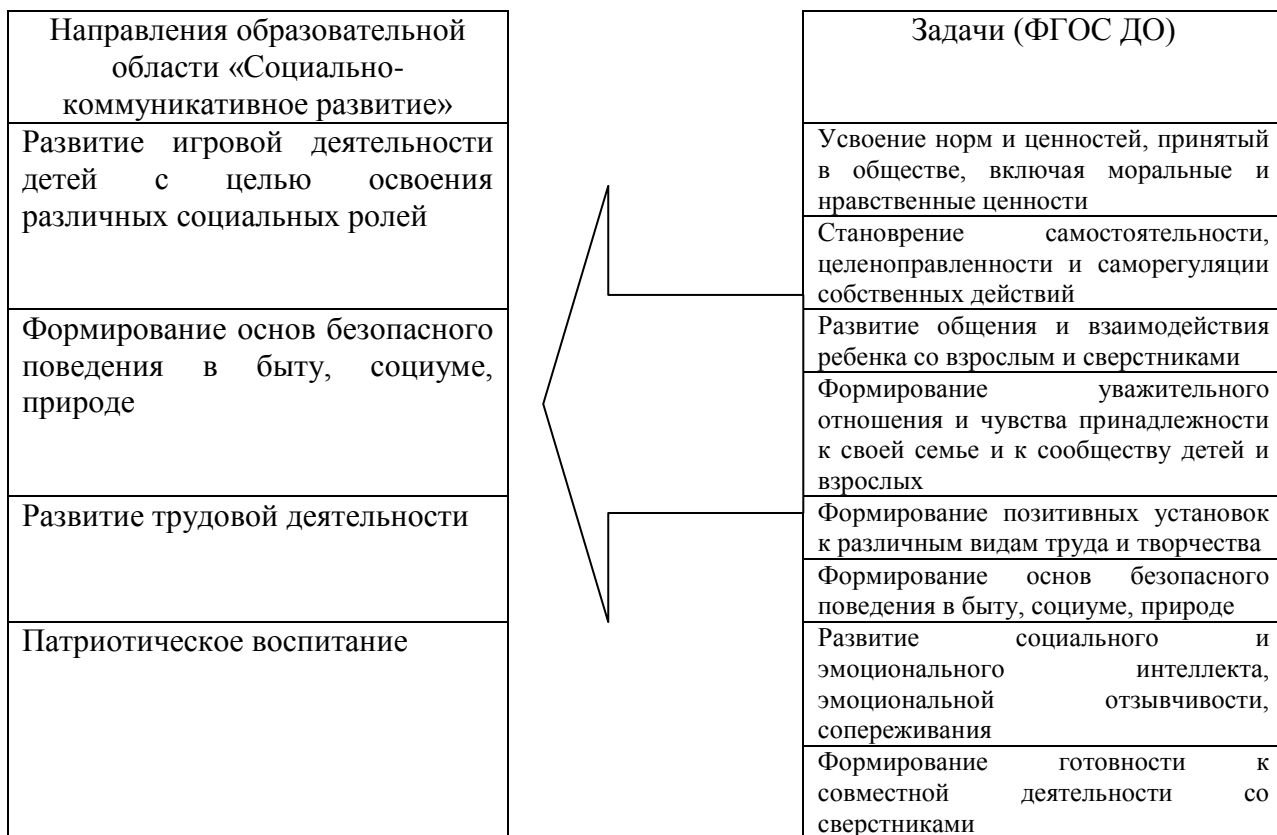 Направления образовательной
области «Социально-
коммуникативное развитие»
Развитие игровой деятельности
детей с целью освоения
различных социальных ролей
Формирование основ безопасного
поведения в быту, социуме,
природе
Развитие трудовой деятельности
Патриотическое воспитание
Задачи (ФГОС ДО)
Усвоение норм и ценностей, принятый
в обществе, включая моральные и
нравственные ценности
Становрение самостоятельности,
целеноправленности и саморегуляции
собственных действий
Развитие общения и взаимодействия
ребенка со взрослым и сверстниками
Формирование уважительного
отношения и чувства принадлежности
к своей семье и к сообществу детей и
взрослых
Формирование позитивных установок
к различным видам труда и творчества
Формирование основ безопасного
поведения в быту, социуме, природе
Развитие социального и
эмоционального интеллекта,
эмоциональной отзывчивости,
сопереживания
Формирование готовности к
совместной деятельности со
сверстниками